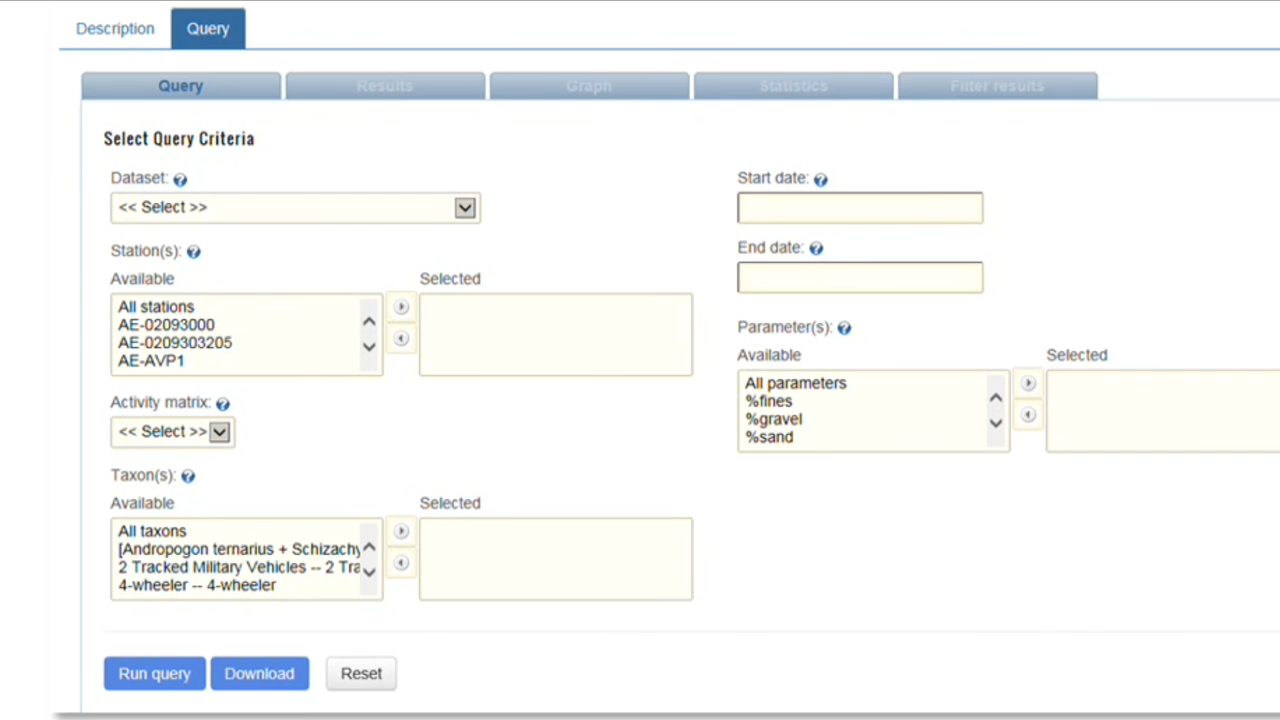 Description
Query
Query
Results
Graph
Statistics
Filter results
Select Query Criteria
Dataset:
<< Select >>
Station(s):
Available
Selected
All stations
AE-02093000
AE-0209303205
AE-AVP1
Activity matrix:
<< Select >>
Taxon(s):
Available
Selected
All taxons
[Andropogon ternarius + Schizachy
2 Tracked Military Vehicles -- 2 Tra
4-wheeler -- 4-wheeler
Start date:
End date:
Parameter(s):
Available
Selected
All parameters
%fines
%gravel
%sand
Run query
Download
Reset